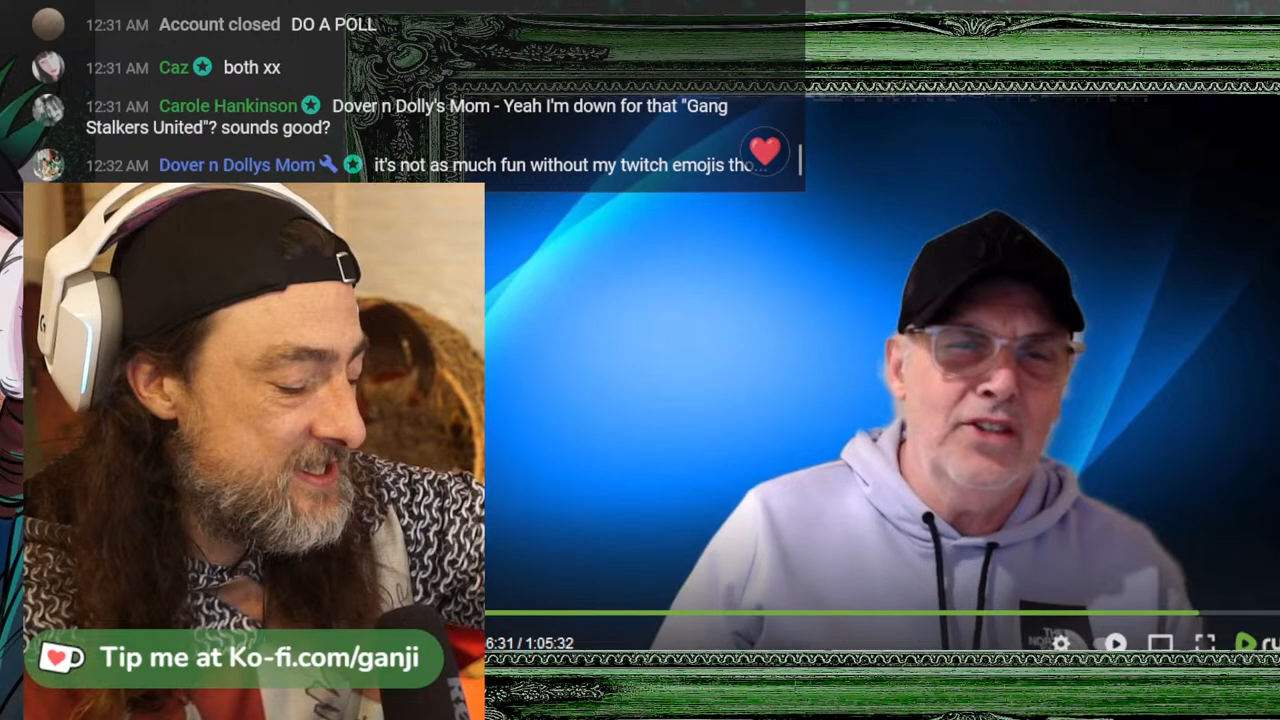 12:31 AM Account closed DO A POLL
12:31 AM Caz both xx
12:31 AM Carole Hankinson Dover n Dolly's Mom - Yeah I'm down for that "Gang
Stalkers United"? sounds good?
12:32 AM Dover n Dollys Mom it's not as much fun without my twitch emojis tho...
G
6:31 / 1:05:32
THE
NORTH
ru
Tip me at Ko-fi.com/ganji